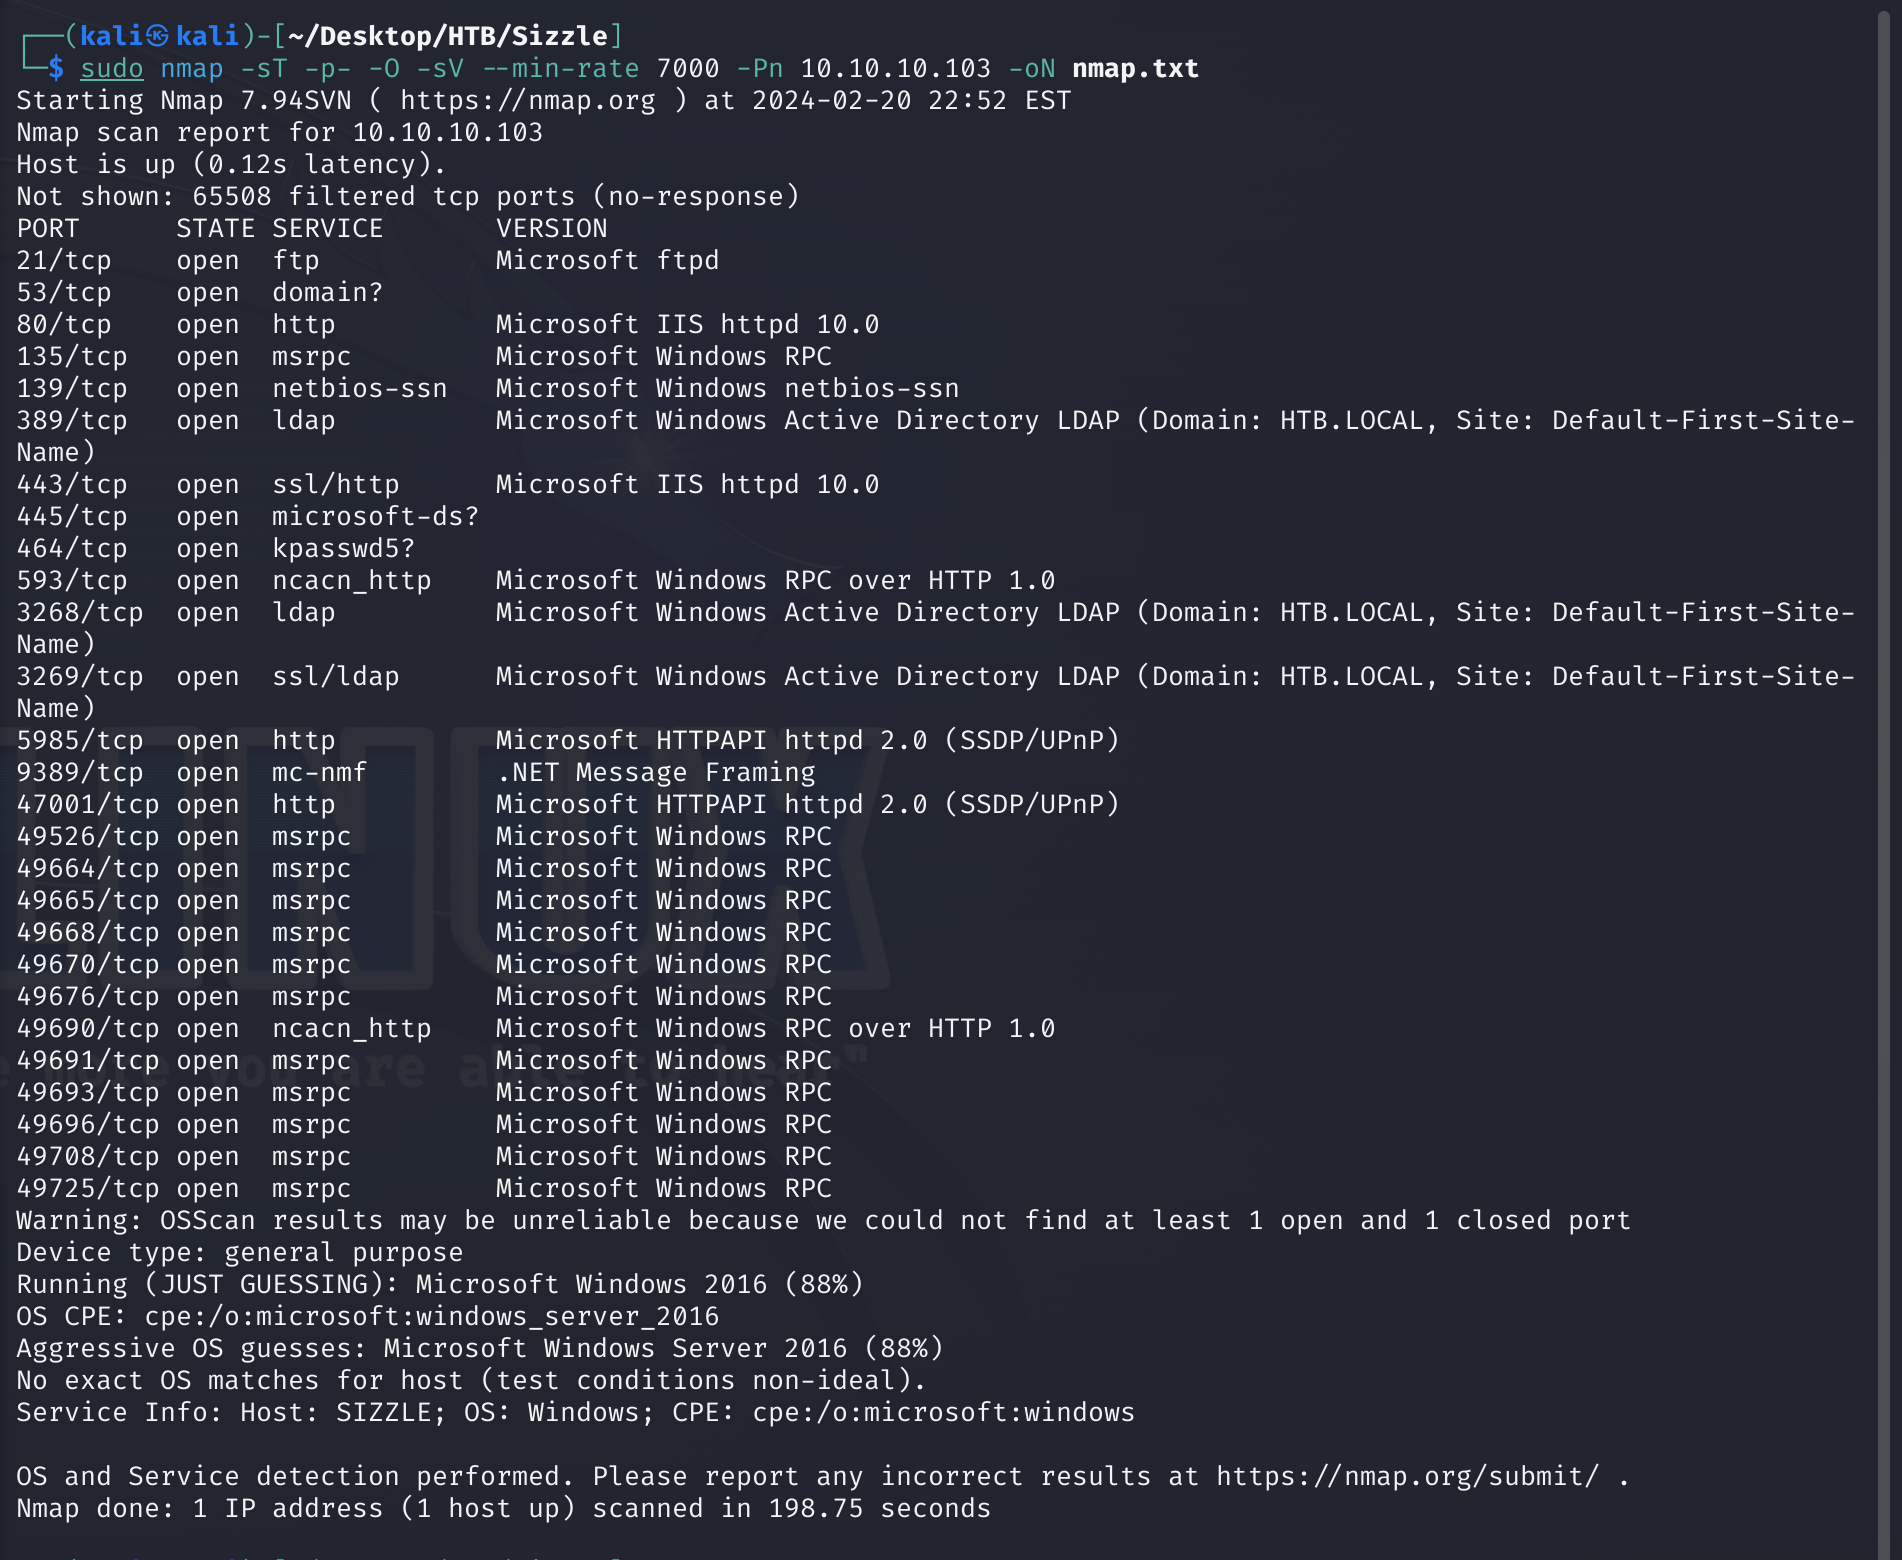 ┌──(kali㉿kali)-[~/Desktop/HTB/Sizzle]
└─$ sudo nmap -sT -p- -O -sV --min-rate 7000 -Pn 10.10.10.103 -oN nmap.txt
Starting Nmap 7.94SVN ( https://nmap.org ) at 2024-02-20 22:52 EST
Nmap scan report for 10.10.10.103
Host is up (0.12s latency).
Not shown: 65508 filtered tcp ports (no-response)
PORT      STATE SERVICE       VERSION
21/tcp    open  ftp           Microsoft ftpd
53/tcp    open  domain?
80/tcp    open  http          Microsoft IIS httpd 10.0
135/tcp   open  msrpc         Microsoft Windows RPC
139/tcp   open  netbios-ssn   Microsoft Windows netbios-ssn
389/tcp   open  ldap          Microsoft Windows Active Directory LDAP (Domain: HTB.LOCAL, Site: Default-First-Site-
Name)
443/tcp   open  ssl/http      Microsoft IIS httpd 10.0
445/tcp   open  microsoft-ds?
464/tcp   open  kpasswd5?
593/tcp   open  ncacn_http    Microsoft Windows RPC over HTTP 1.0
3268/tcp  open  ldap          Microsoft Windows Active Directory LDAP (Domain: HTB.LOCAL, Site: Default-First-Site-
Name)
3269/tcp  open  ssl/ldap      Microsoft Windows Active Directory LDAP (Domain: HTB.LOCAL, Site: Default-First-Site-
Name)
5985/tcp  open  http          Microsoft HTTPAPI httpd 2.0 (SSDP/UPnP)
9389/tcp  open  mc-nmf        .NET Message Framing
47001/tcp open  http          Microsoft HTTPAPI httpd 2.0 (SSDP/UPnP)
49526/tcp open  msrpc         Microsoft Windows RPC
49664/tcp open  msrpc         Microsoft Windows RPC
49665/tcp open  msrpc         Microsoft Windows RPC
49668/tcp open  msrpc         Microsoft Windows RPC
49670/tcp open  msrpc         Microsoft Windows RPC
49676/tcp open  msrpc         Microsoft Windows RPC
49690/tcp open  ncacn_http    Microsoft Windows RPC over HTTP 1.0
49691/tcp open  msrpc         Microsoft Windows RPC
49693/tcp open  msrpc         Microsoft Windows RPC
49696/tcp open  msrpc         Microsoft Windows RPC
49708/tcp open  msrpc         Microsoft Windows RPC
49725/tcp open  msrpc         Microsoft Windows RPC
Warning: OSScan results may be unreliable because we could not find at least 1 open and 1 closed port
Device type: general purpose
Running (JUST GUESSING): Microsoft Windows 2016 (88%)
OS CPE: cpe:/o:microsoft:windows_server_2016
Aggressive OS guesses: Microsoft Windows Server 2016 (88%)
No exact OS matches for host (test conditions non-ideal).
Service Info: Host: SIZZLE; OS: Windows; CPE: cpe:/o:microsoft:windows

OS and Service detection performed. Please report any incorrect results at https://nmap.org/submit/ .
Nmap done: 1 IP address (1 host up) scanned in 198.75 seconds